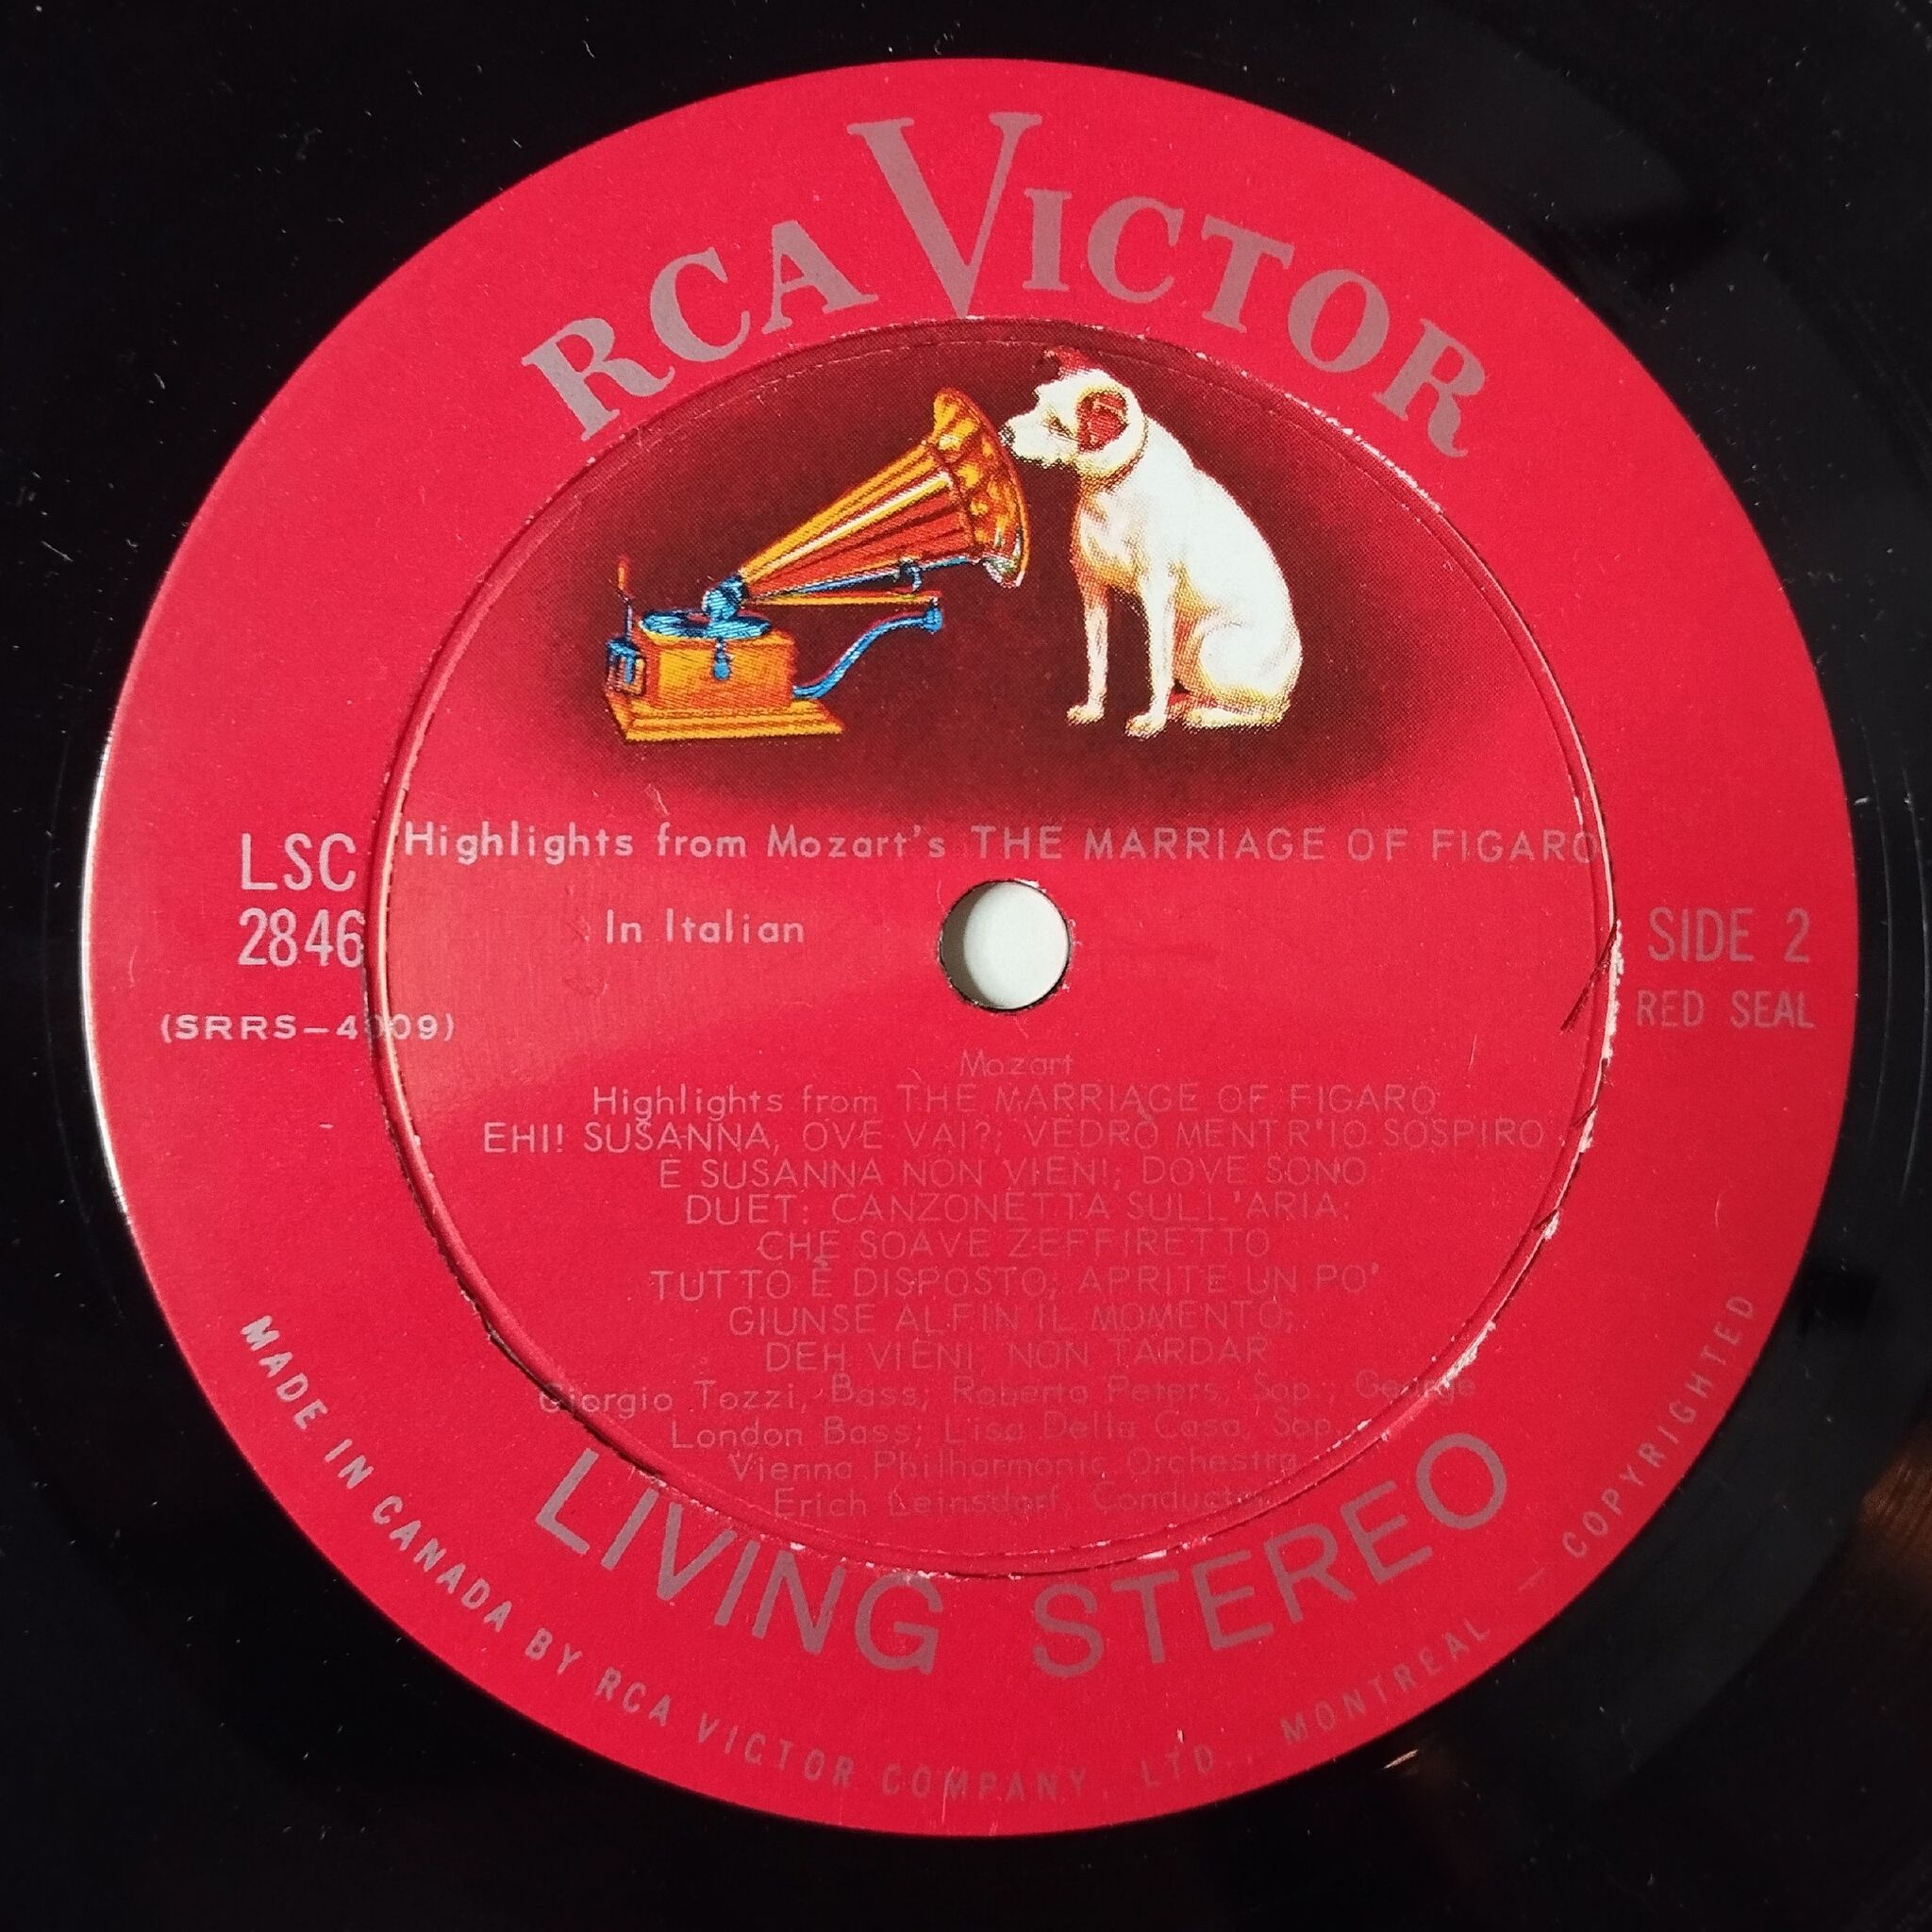 RCA VICTOR
Highlights from Mozart's THE MARRIAGE OF FIGARO
LSC
2846
In Italian
SIDE 2
RED SEAL
(SRRS-4009)
Mozart
Highlights from THE MARRIAGE OF FIGARO
EHI! SUSANNA, OVE VAI?; VEDRÒ MENTR'IO SOSPIRO
E SUSANNA NON VIEN!; DOVE SONO
DUET: CANZONETTA SULL'ARIA:
CHE SOAVE ZEFFIRETTO
TUTTO È DISPOSTO; APRITE UN PO'
GIUNSE ALFIN IL MOMENTO;
DEH VIENI, NON TARDAR
Giorgio Tozzi, Bass; Roberta Peters, Sop.; George
London Bass; Lisa Della Casa, Sop.
Vienna Philharmonic Orchestra
Erich Leinsdorf, Conductor
LIVING STEREO
MADE IN CANADA BY RCA VICTOR COMPANY, LTD., MONTREAL — COPYRIGHTED